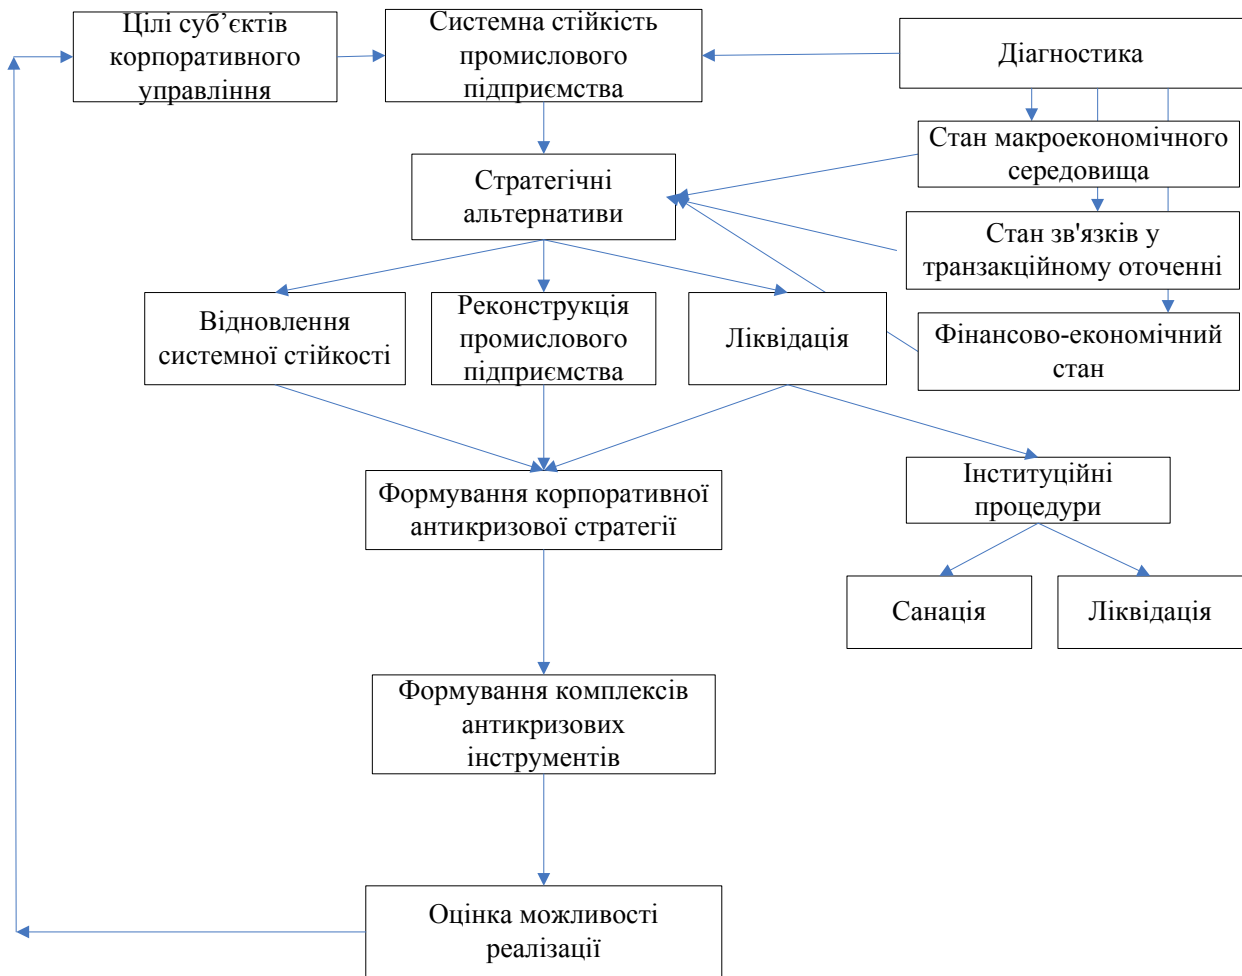 Цілі суб’єктів
корпоративного
управління
Системна стійкість
промислового
підприємства
Діагностика
Стан макроекономічного
середовища
Стратегічні
альтернативи
Стан зв'язків у
транзакційному оточенні
Відновлення
системної стійкості
Реконструкція
промислового
підприємства
Ліквідація
Фінансово-економічний
стан
Формування корпоративної
антикризової стратегії
Інституційні
процедури
Санація
Ліквідація
Формування комплексів
антикризових
інструментів
Оцінка можливості
реалізації